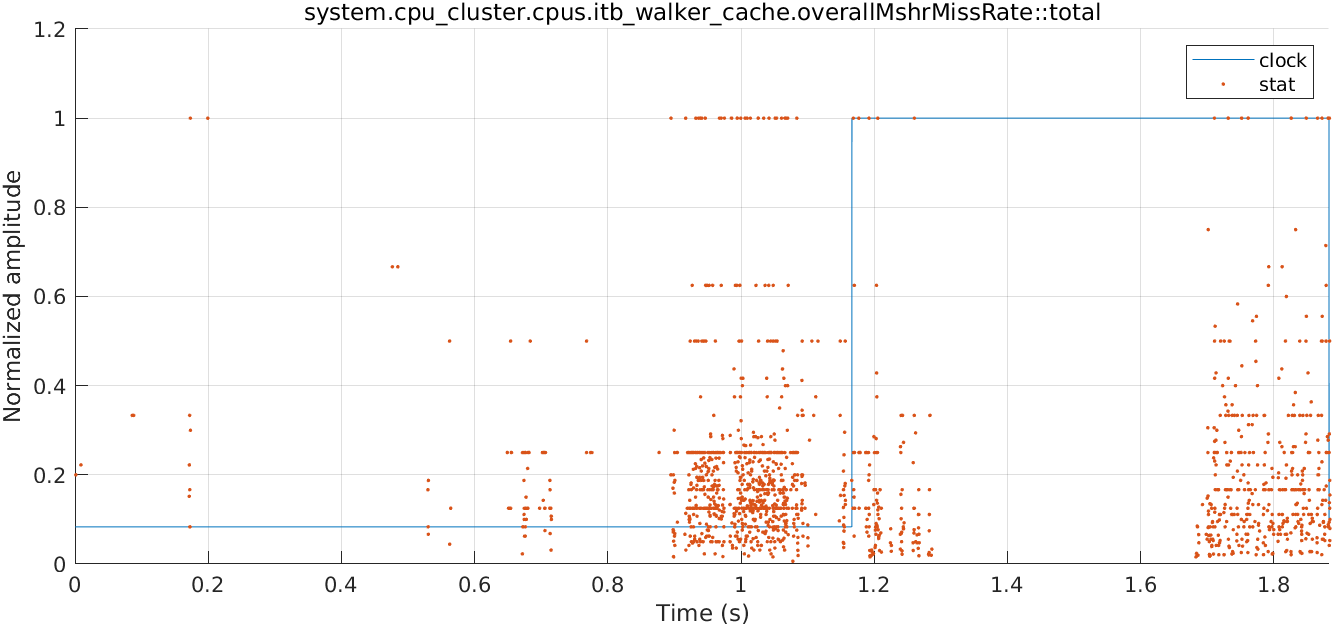 system.cpu_cluster.cpus.itb_walker_cache.overallMshrMissRate::total
1.2
1
0.8
0.6
0.4
0.2
0
Normalized amplitude
clock
stat
0 0.2 0.4 0.6 0.8 1 1.2 1.4 1.6 1.8
Time (s)